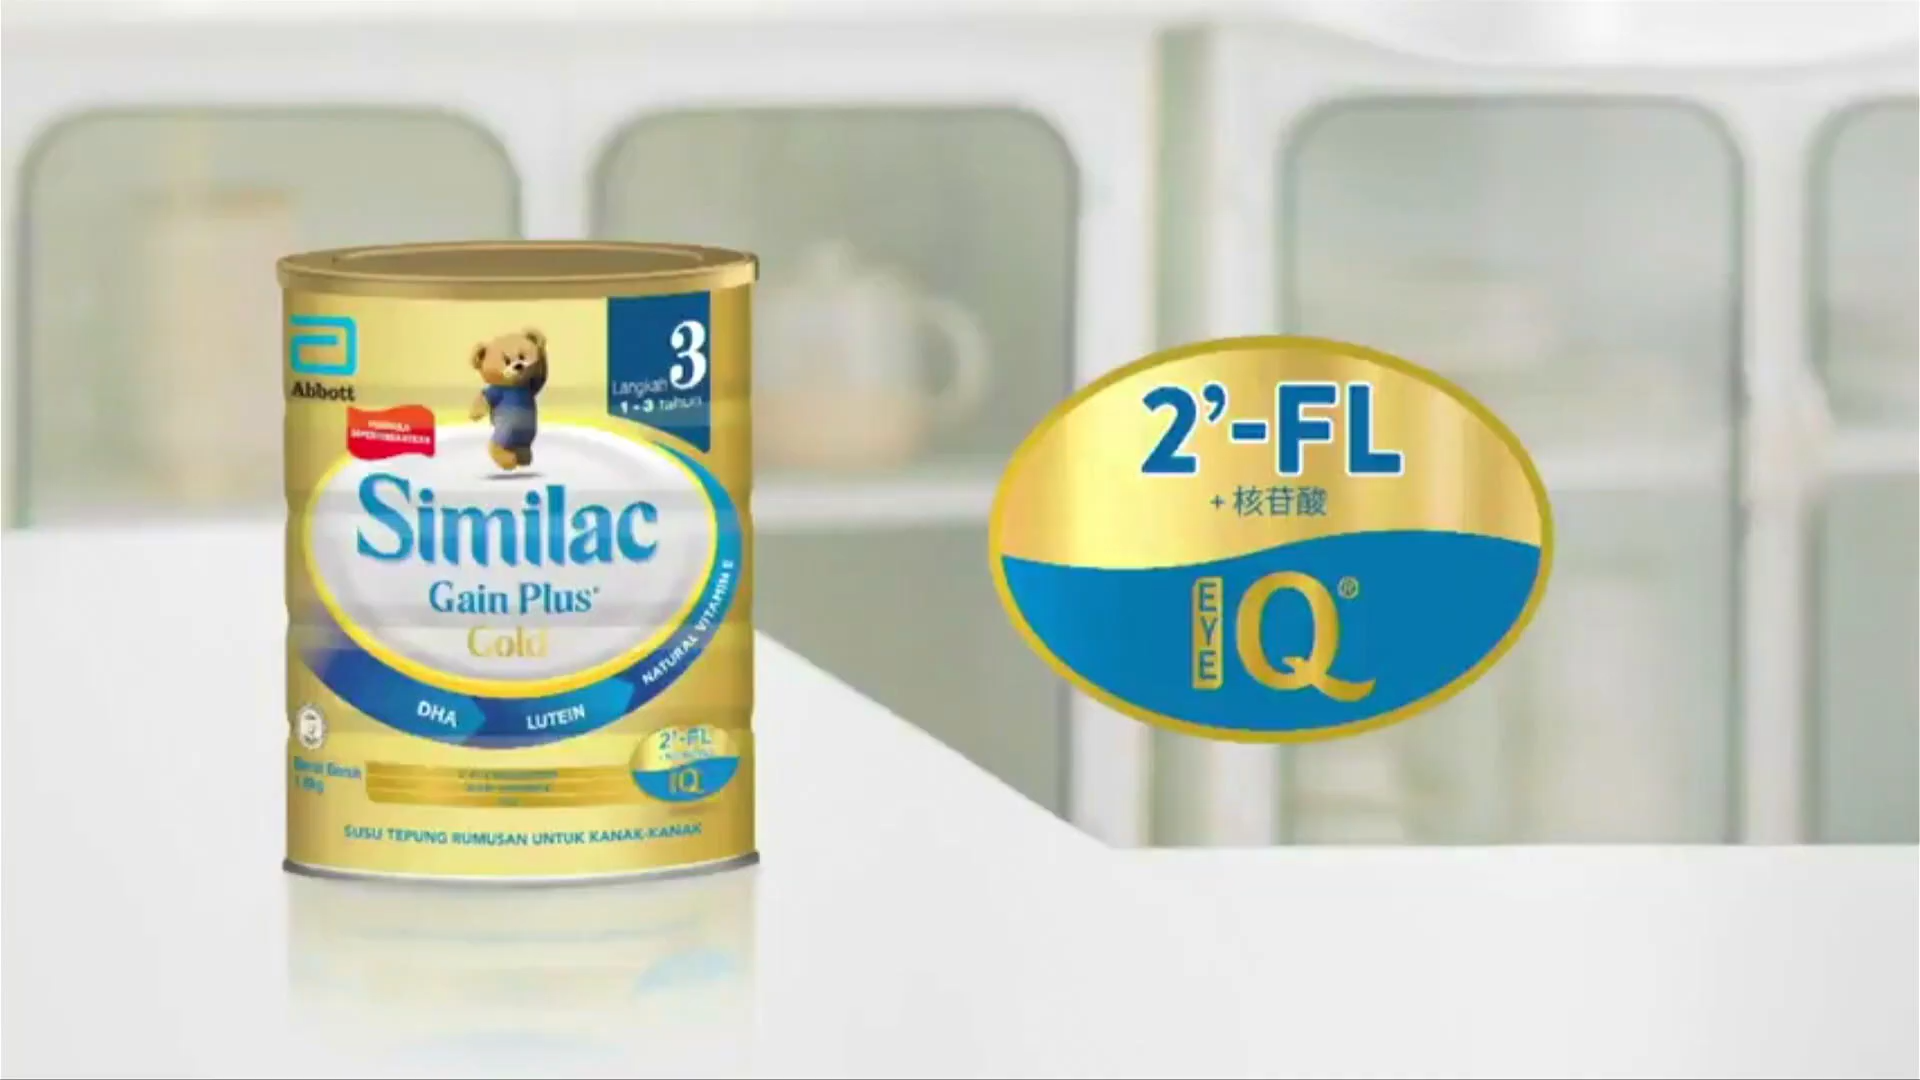 Abbott
3
Langkah
1 - 3 tahun
Similac
Gain Plus
Gold
DHA
LUTEIN
NATURAL VITAMIN E
2'-FL
IQ
SUSU TEPUNG RUMUSAN UNTUK KANAK-KANAK
2’-FL
+ 核苷酸
EYE
Q®